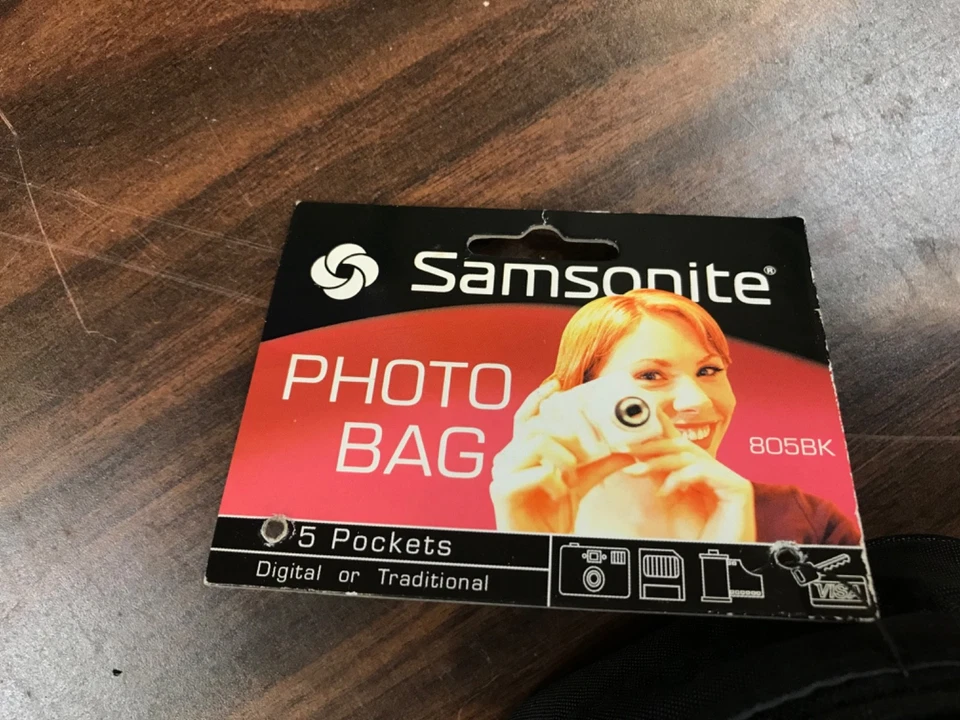 Samsonite®
PHOTO
BAG
805BK
5 Pockets
Digital or Traditional
VISA